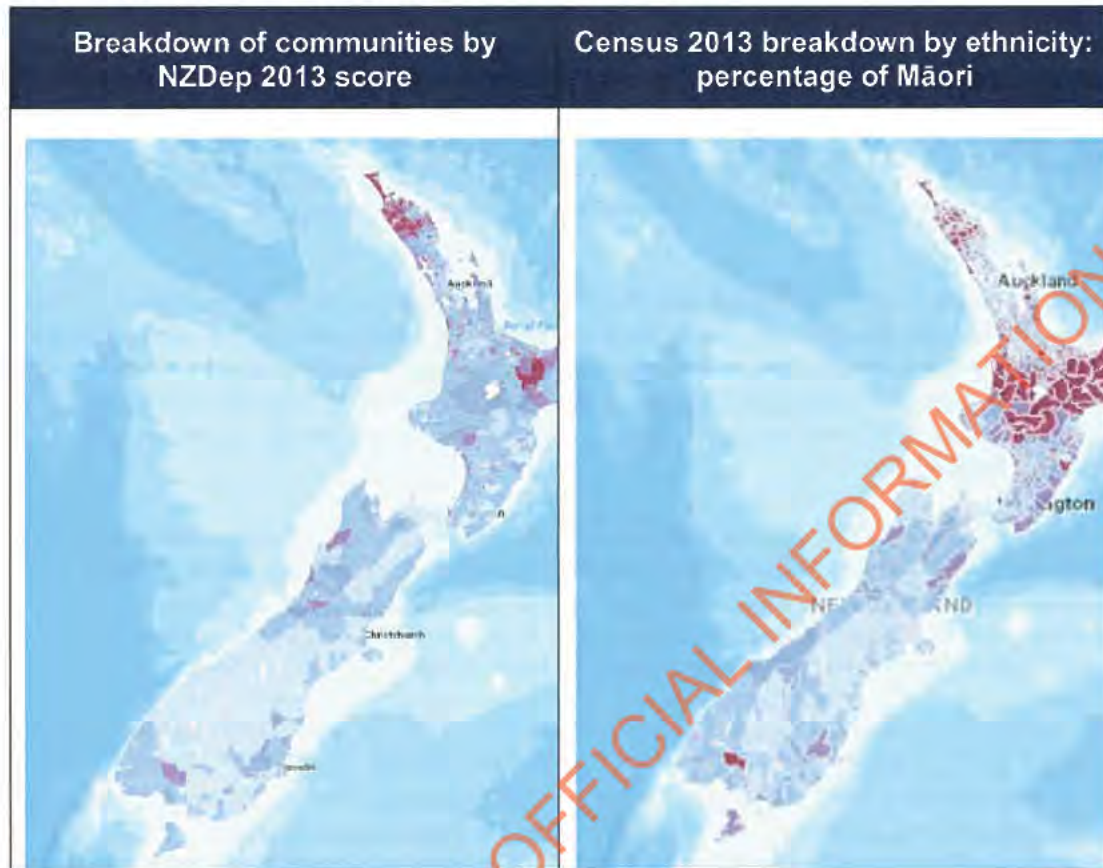 Breakdown of communities by
NZDep 2013 score
Census 2013 breakdown by ethnicity:
percentage of Māori
Auckland
Christchurch
Auckland
OFFICIAL INFORMATION